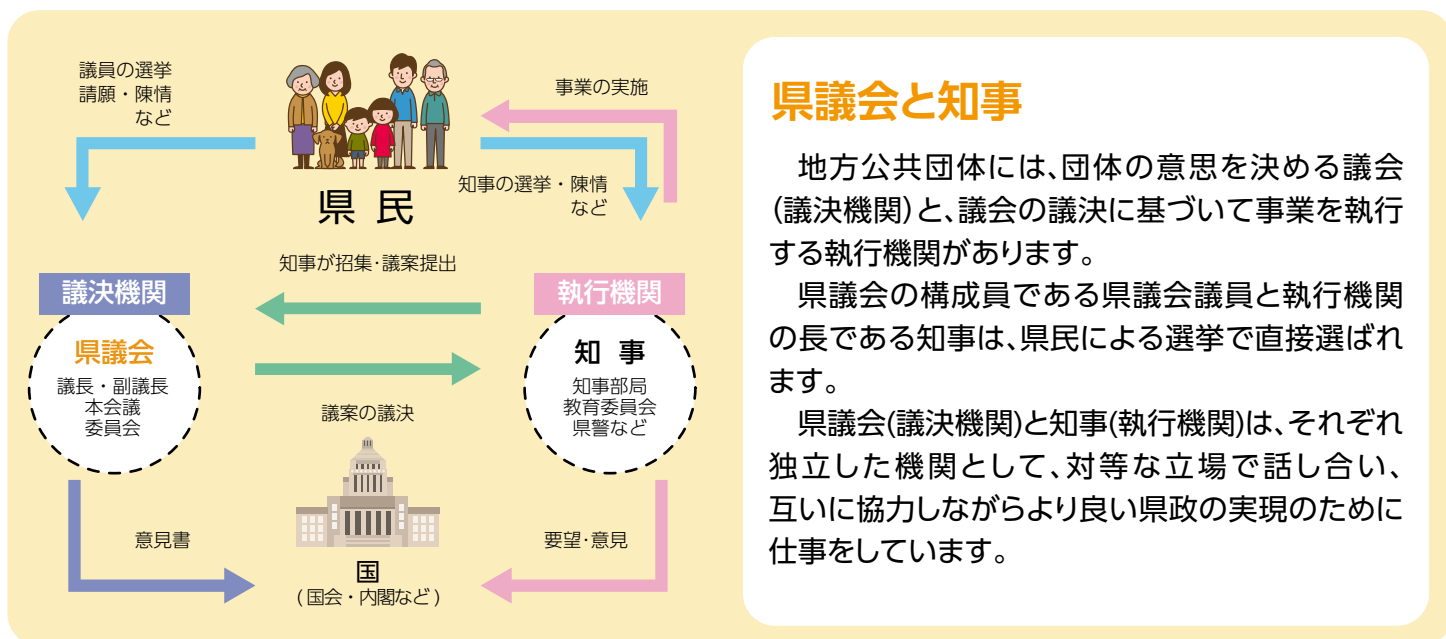 議員の選挙
請願・陳情
など
事業の実施
県民
知事の選挙・陳情
など
知事が招集・議案提出
議決機関
県議会
議長・副議長
本会議
委員会
執行機関
知事
知事部局
教育委員会
県警など
議案の議決
意見書
要望・意見
国
(国会・内閣など)
県議会と知事
地方公共団体には、団体の意思を決める議会
(議決機関)と、議会の議決に基づいて事業を執行
する執行機関があります。
県議会の構成員である県議会議員と執行機関
の長である知事は、県民による選挙で直接選ばれ
ます。
県議会(議決機関)と知事(執行機関)は、それぞれ
独立した機関として、対等な立場で話し合い、
互いに協力しながらより良い県政の実現のために
仕事をしています。